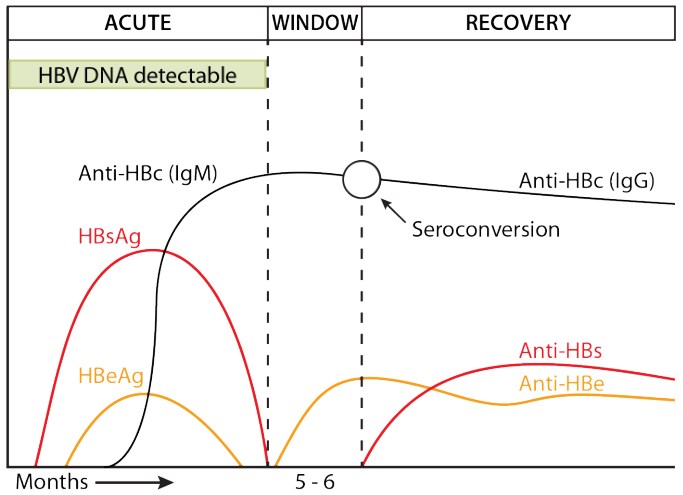 ACUTE
WINDOW
RECOVERY
HBV DNA detectable
Anti-HBc (IgM)
Anti-HBc (IgG)
Seroconversion
HBsAg
Anti-HBs
HBeAg
Anti-HBe
Months
5 - 6